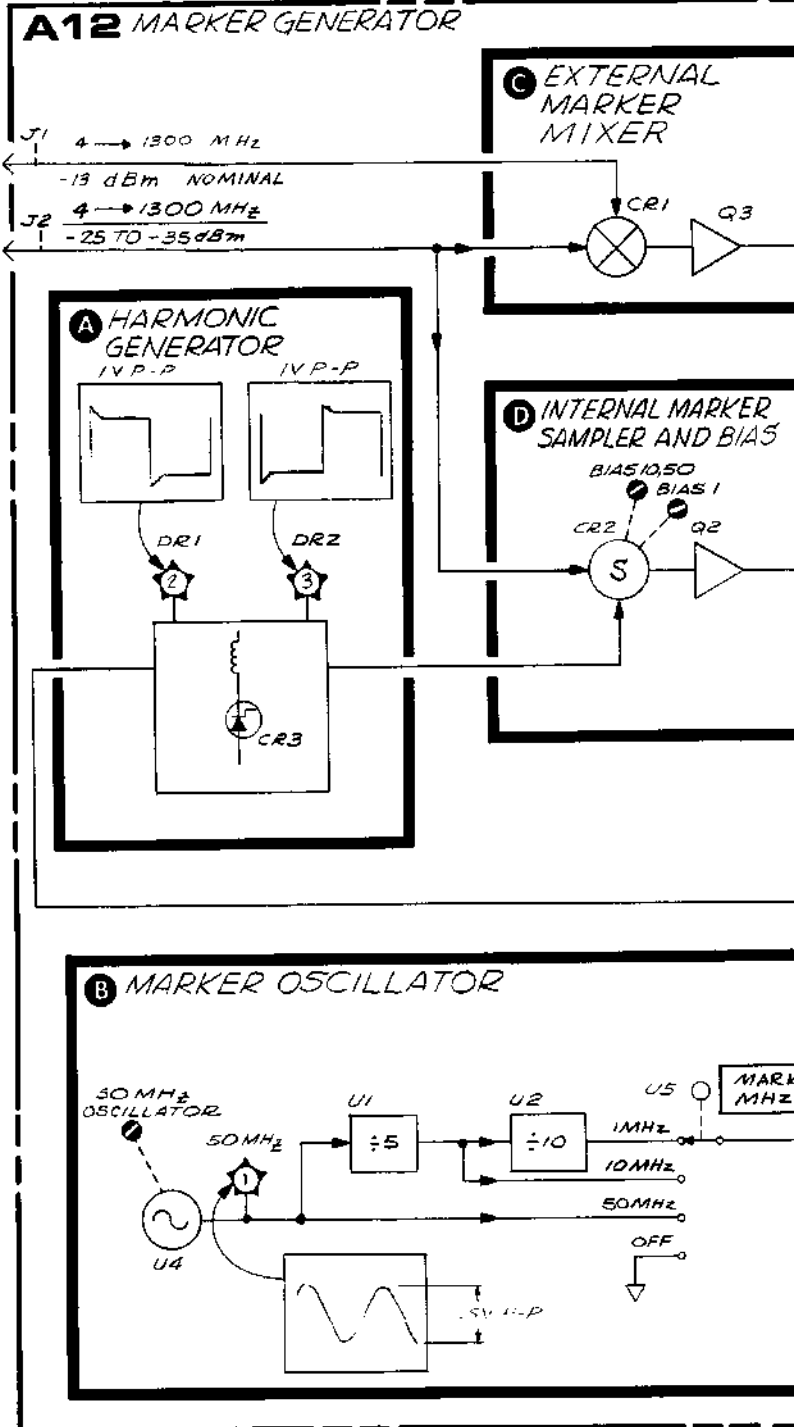 A12 MARKER GENERATOR
J1 4 → 1300 MHz
-13 dBm NOMINAL
J2 4 → 1300 MHz
-25 TO -35dBm
C EXTERNAL
MARKER
MIXER
CR1
Q3
A HARMONIC
GENERATOR
1V P-P
1V P-P
DR1
DR2
2
3
CR3
D INTERNAL MARKER
SAMPLER AND BIAS
BIAS 10,50
BIAS 1
CR2
Q2
S
B MARKER OSCILLATOR
50 MHz
OSCILLATOR
50MHz
1
U4
U1
÷5
U2
÷10
1MHz
10MHz
50MHz
OFF
U5
MHz